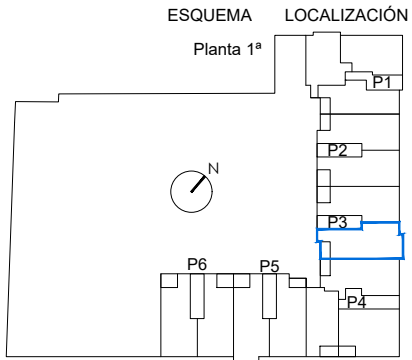 ESQUEMA LOCALIZACIÓN
Planta 1ª
P1
P2
N
P3
P6 P5
P4